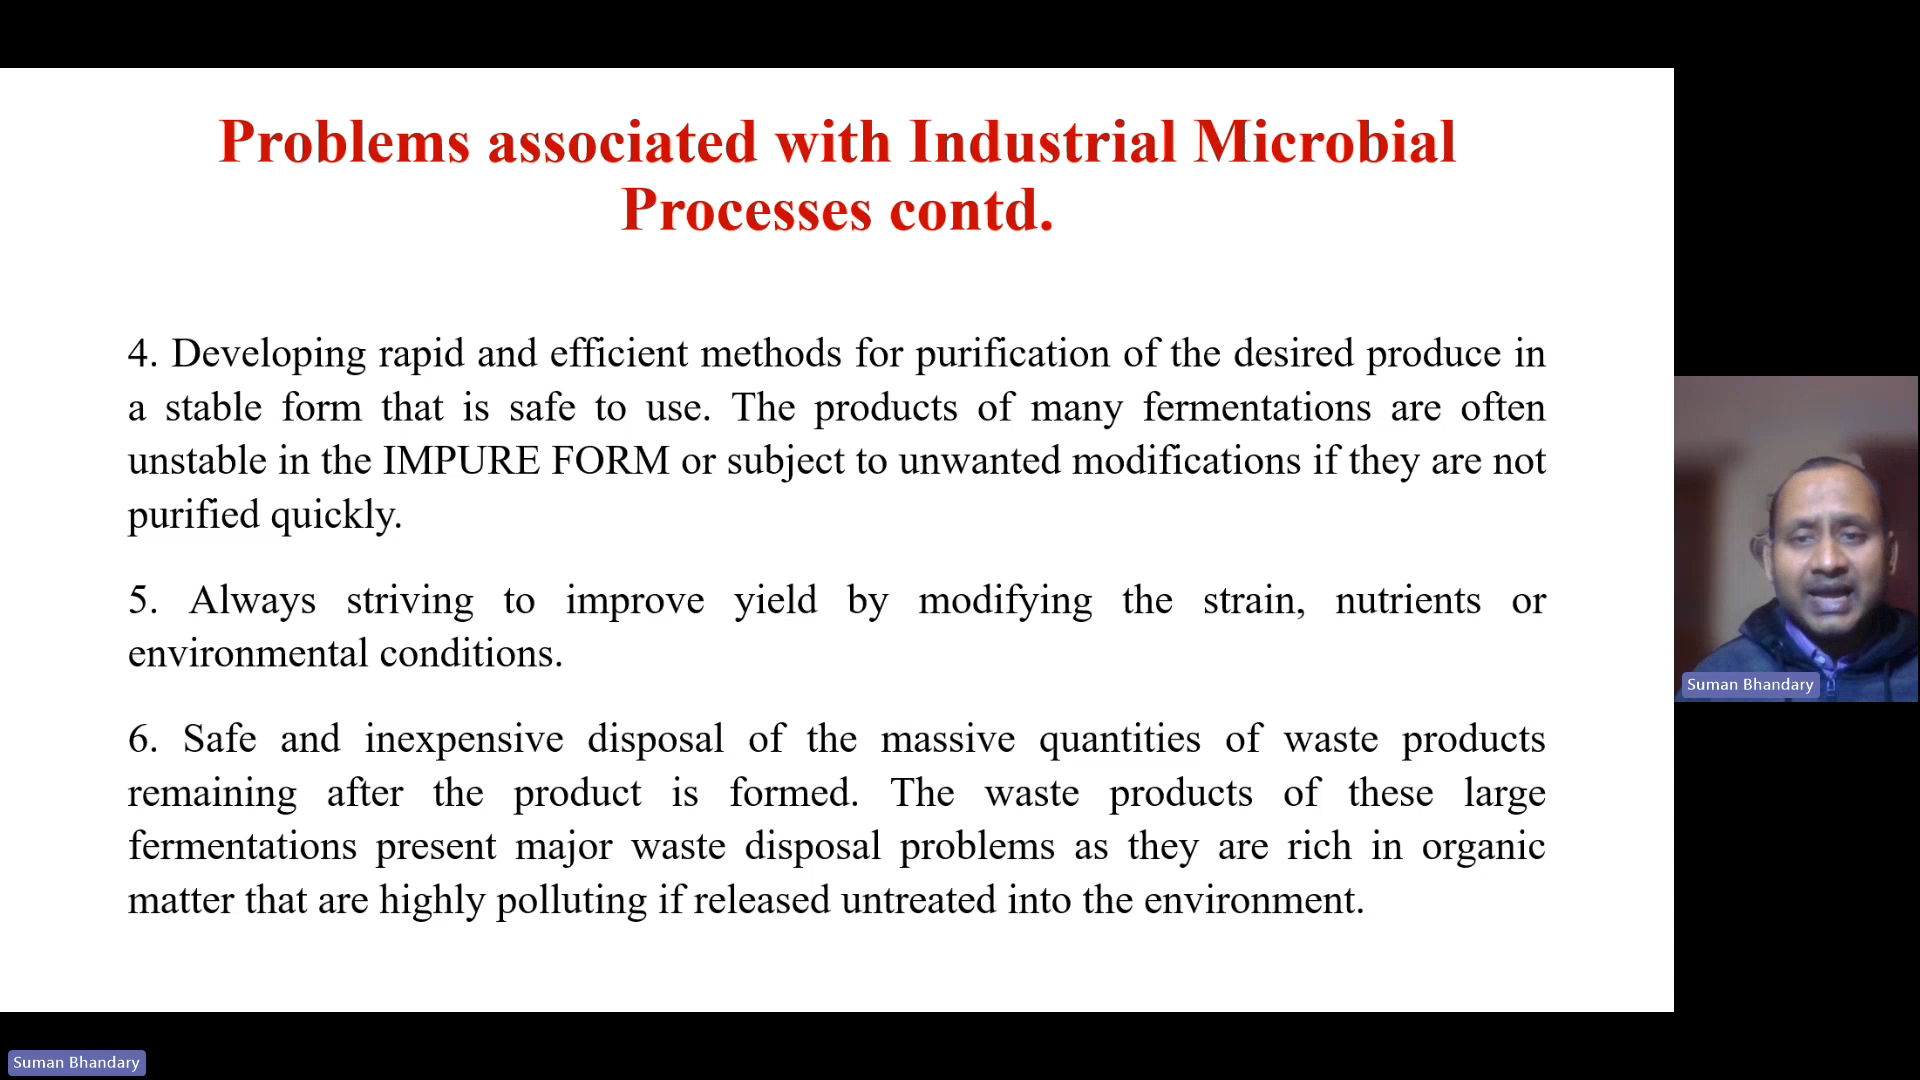 Problems associated with Industrial Microbial
Processes contd.
4. Developing rapid and efficient methods for purification of the desired produce in
a stable form that is safe to use. The products of many fermentations are often
unstable in the IMPURE FORM or subject to unwanted modifications if they are not
purified quickly.
5. Always striving to improve yield by modifying the strain, nutrients or
environmental conditions.
6. Safe and inexpensive disposal of the massive quantities of waste products
remaining after the product is formed. The waste products of these large
fermentations present major waste disposal problems as they are rich in organic
matter that are highly polluting if released untreated into the environment.
Suman Bhandary
Suman Bhandary